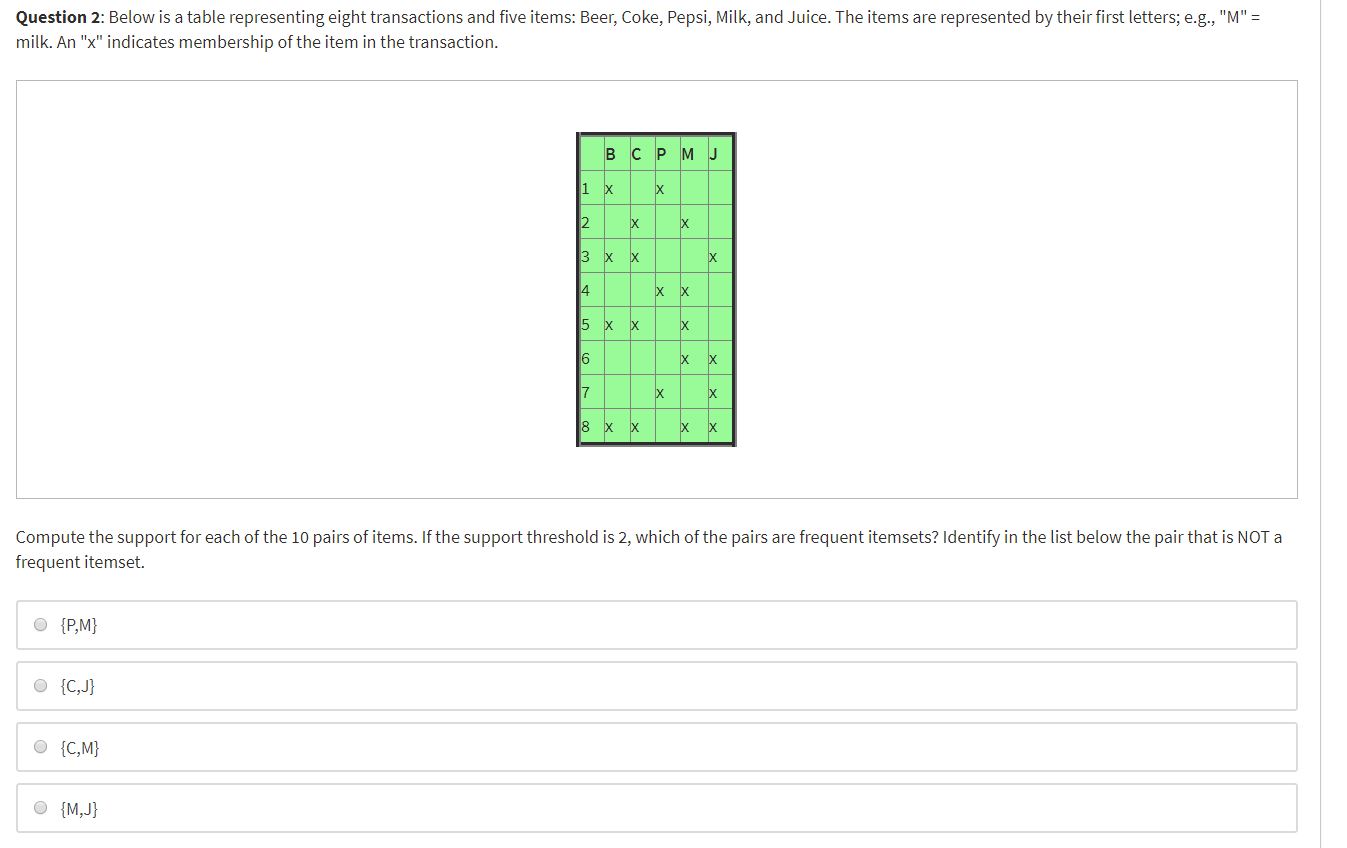 Question 2: Below is a table representing eight transactions and five items: Beer, Coke, Pepsi, Milk, and Juice. The items are represented by their first letters; e.g., "M" =
milk. An "x" indicates membership of the item in the transaction.
B C P M J
1 x x
2 x x
3 x x x
4 x x
5 x x x
6 x x
7 x x
8 x x x x
Compute the support for each of the 10 pairs of items. If the support threshold is 2, which of the pairs are frequent itemsets? Identify in the list below the pair that is NOT a
frequent itemset.
{P,M}
{C,J}
{C,M}
{M,J}